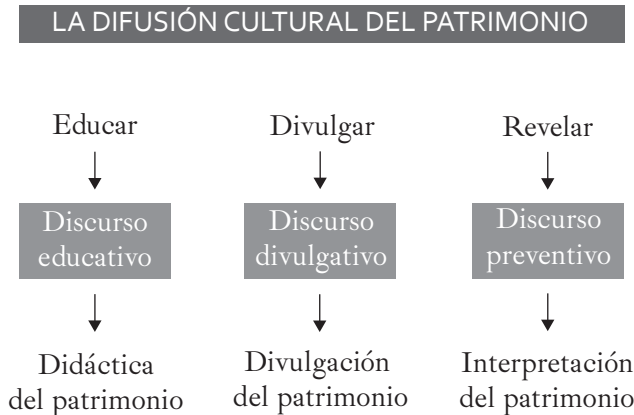 LA DIFUSIÓN CULTURAL DEL PATRIMONIO
Educar
Discurso
educativo
Didáctica
del patrimonio
Divulgar
Discurso
divulgativo
Divulgación
del patrimonio
Revelar
Discurso
preventivo
Interpretación
del patrimonio